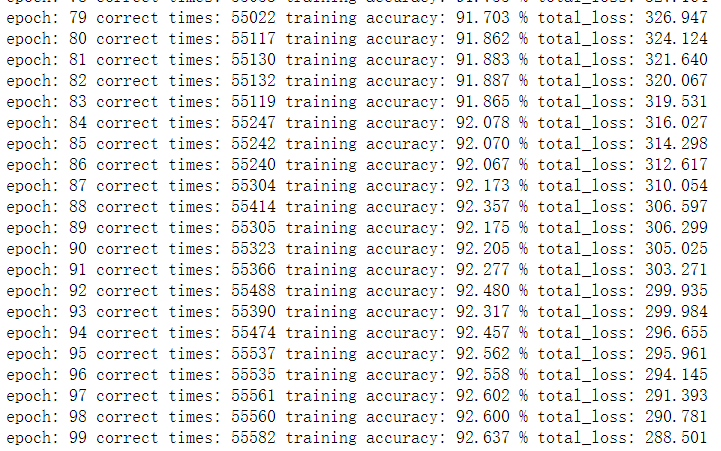 epoch: 79 correct times: 55022 training accuracy: 91.703 % total_loss: 326.947
epoch: 80 correct times: 55117 training accuracy: 91.862 % total_loss: 324.124
epoch: 81 correct times: 55130 training accuracy: 91.883 % total_loss: 321.640
epoch: 82 correct times: 55132 training accuracy: 91.887 % total_loss: 320.067
epoch: 83 correct times: 55119 training accuracy: 91.865 % total_loss: 319.531
epoch: 84 correct times: 55247 training accuracy: 92.078 % total_loss: 316.027
epoch: 85 correct times: 55242 training accuracy: 92.070 % total_loss: 314.298
epoch: 86 correct times: 55240 training accuracy: 92.067 % total_loss: 312.617
epoch: 87 correct times: 55304 training accuracy: 92.173 % total_loss: 310.054
epoch: 88 correct times: 55414 training accuracy: 92.357 % total_loss: 306.597
epoch: 89 correct times: 55305 training accuracy: 92.175 % total_loss: 306.299
epoch: 90 correct times: 55323 training accuracy: 92.205 % total_loss: 305.025
epoch: 91 correct times: 55366 training accuracy: 92.277 % total_loss: 303.271
epoch: 92 correct times: 55488 training accuracy: 92.480 % total_loss: 299.935
epoch: 93 correct times: 55390 training accuracy: 92.317 % total_loss: 299.984
epoch: 94 correct times: 55474 training accuracy: 92.457 % total_loss: 296.655
epoch: 95 correct times: 55537 training accuracy: 92.562 % total_loss: 295.961
epoch: 96 correct times: 55535 training accuracy: 92.558 % total_loss: 294.145
epoch: 97 correct times: 55561 training accuracy: 92.602 % total_loss: 291.393
epoch: 98 correct times: 55560 training accuracy: 92.600 % total_loss: 290.781
epoch: 99 correct times: 55582 training accuracy: 92.637 % total_loss: 288.501